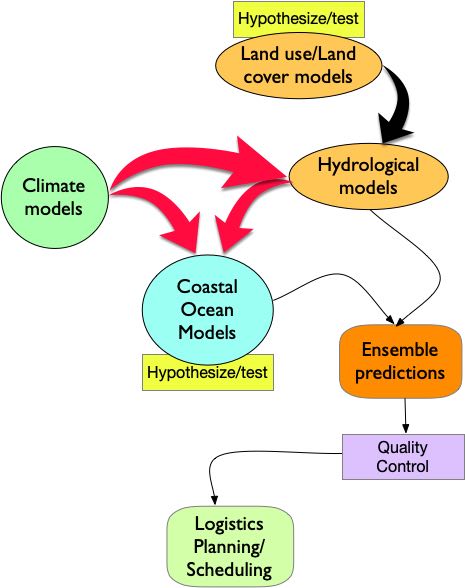 Hypothesize/test
Land use/Land
cover models
Hydrological
models
Climate
models
Coastal
Ocean
Models
Hypothesize/test
Ensemble
predictions
Quality
Control
Logistics
Planning/
Scheduling